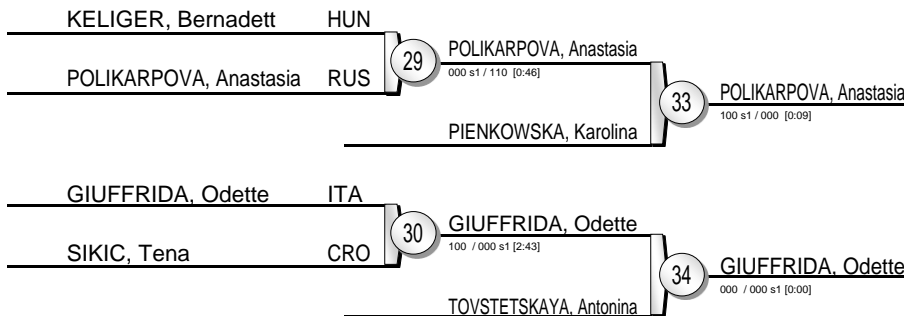 KELIGER, Bernadett HUN
29
POLIKARPOVA, Anastasia
000 s1 / 110 [0:46]
POLIKARPOVA, Anastasia RUS
33
POLIKARPOVA, Anastasia
100 s1 / 000 [0:09]
PIENKOWSKA, Karolina
GIUFFRIDA, Odette ITA
30
GIUFFRIDA, Odette
100 / 000 s1 [2:43]
SIKIC, Tena CRO
34
GIUFFRIDA, Odette
000 / 000 s1 [0:00]
TOVSTETSKAYA, Antonina